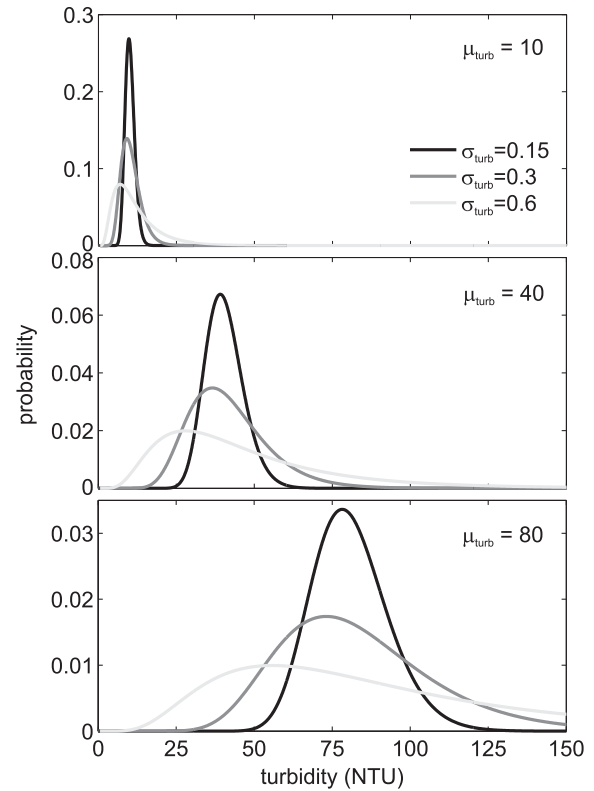 0.3
μturb = 10
0.2
σturb=0.15
0.1
σturb=0.3
σturb=0.6
0
0.08
μturb = 40
0.06
0.04
0.02
0
probability
μturb = 80
0.03
0.02
0.01
0
0 25 50 75 100 125 150
turbidity (NTU)